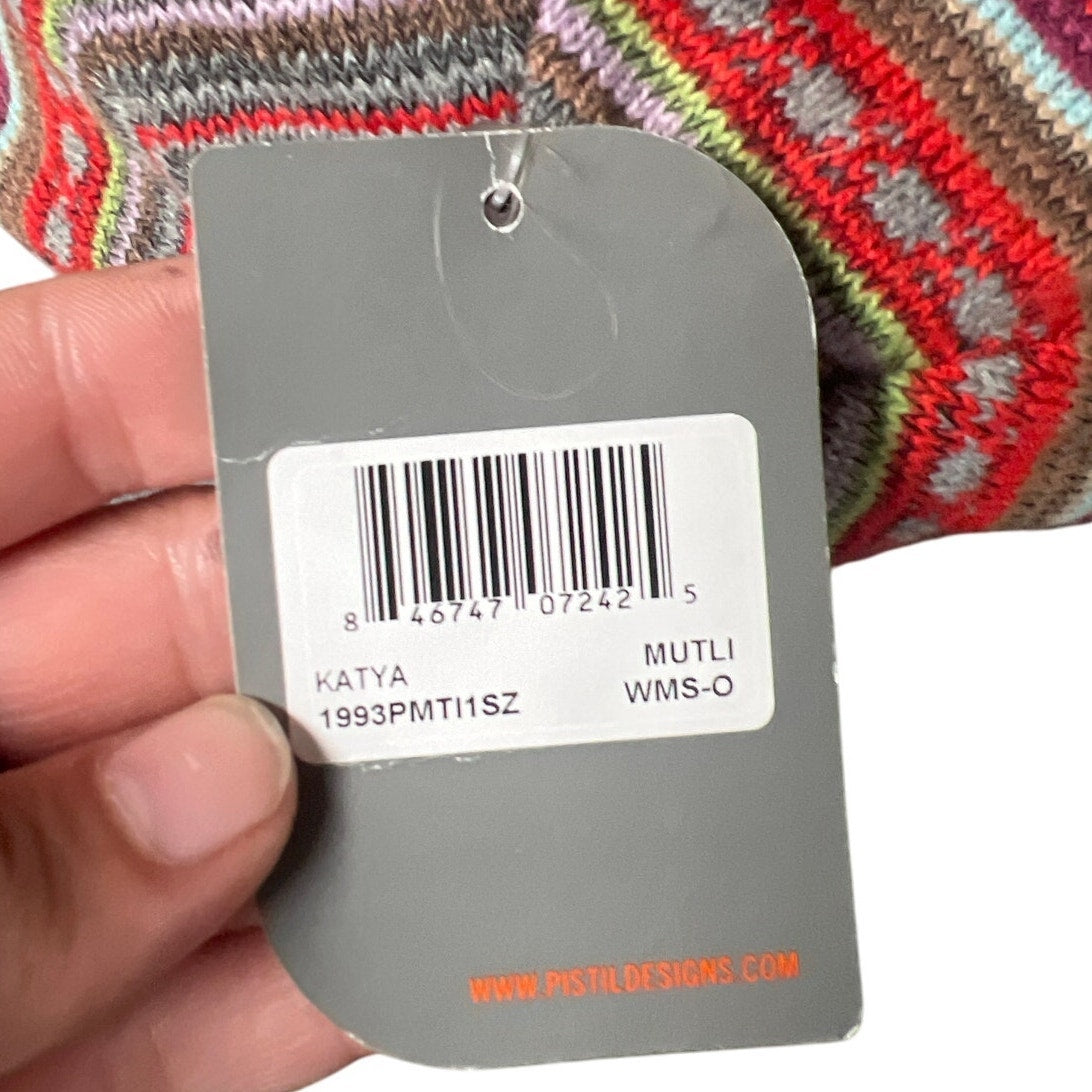 8 46747 07242 5
KATYA MUTLI
1993PMTI1SZ WMS-O
WWW.PISTILDESIGNS.COM